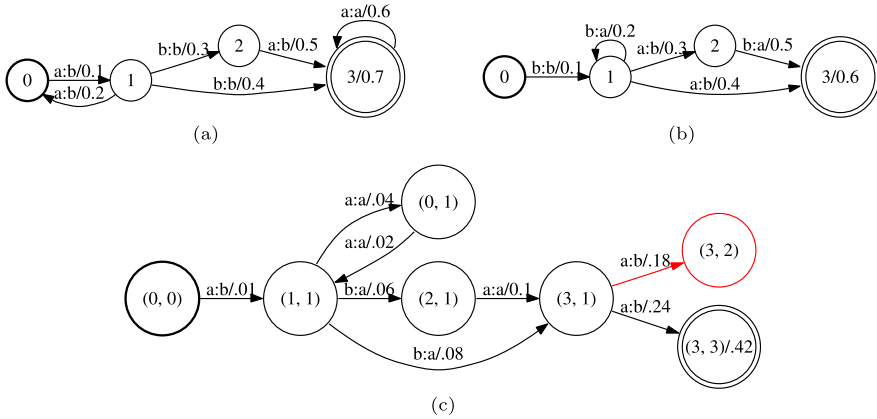 a:a/0.6
b:b/0.3
2
a:b/0.5
a:b/0.1
0
1
3/0.7
a:b/0.2
b:b/0.4
(a)
b:a/0.2
a:b/0.3
2
b:a/0.5
0
b:b/0.1
1
3/0.6
a:b/0.4
(b)
a:a/.04
(0, 1)
a:a/.02
a:b/.18
(3, 2)
(0, 0)
a:b/.01
(1, 1)
b:a/.06
(2, 1)
a:a/0.1
(3, 1)
a:b/.24
(3, 3)/.42
b:a/.08
(c)